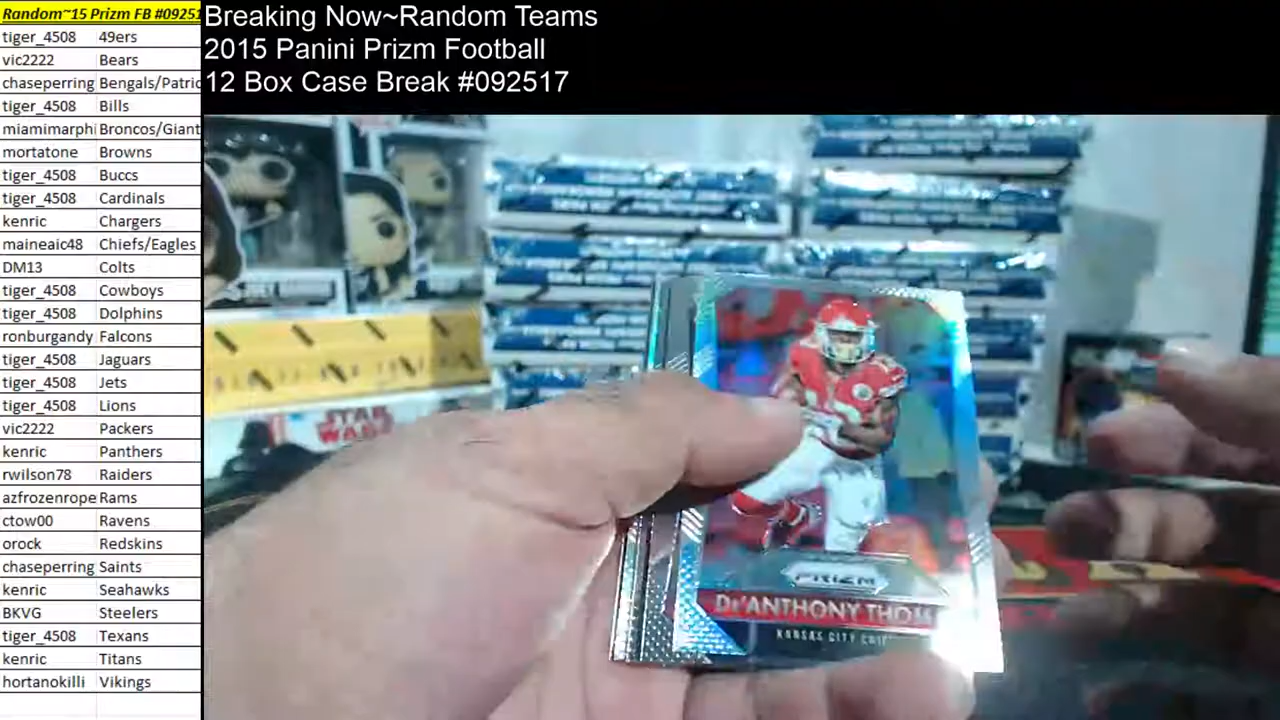 Random~15 Prizm FB #09251
tiger_4508 49ers
vic2222 Bears
chaseperring Bengals/Patric
tiger_4508 Bills
miamimarphi Broncos/Giant
mortatone Browns
tiger_4508 Buccs
tiger_4508 Cardinals
kenric Chargers
maineaic48 Chiefs/Eagles
DM13 Colts
tiger_4508 Cowboys
tiger_4508 Dolphins
ronburgandy Falcons
tiger_4508 Jaguars
tiger_4508 Jets
tiger_4508 Lions
vic2222 Packers
kenric Panthers
rwilson78 Raiders
azfrozenrope Rams
ctow00 Ravens
orock Redskins
chaseperring Saints
kenric Seahawks
BKVG Steelers
tiger_4508 Texans
kenric Titans
hortanokilli Vikings
Breaking Now~Random Teams
2015 Panini Prizm Football
12 Box Case Break #092517
STAR
WARS
PRIZM
De'ANTHONY THOM
KANSAS CITY CHI